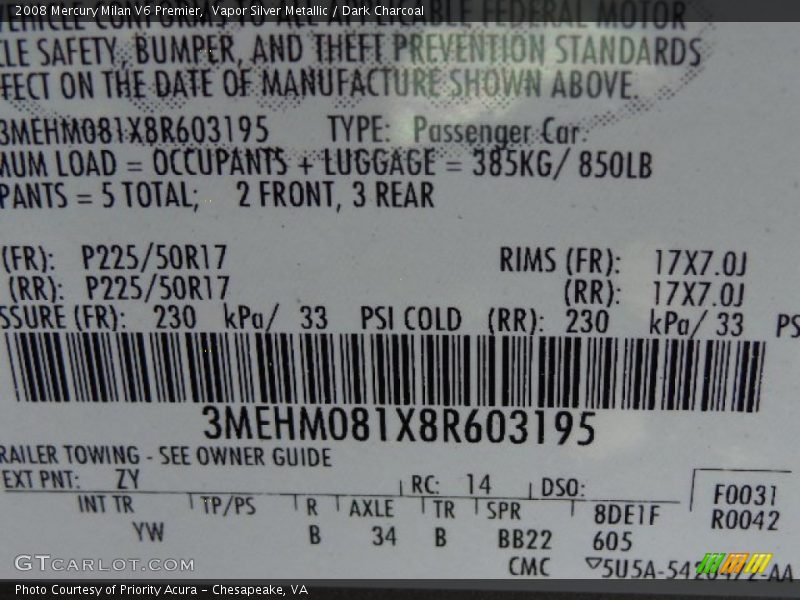 2008 Mercury Milan V6 Premier, Vapor Silver Metallic / Dark Charcoal
VEHICLE CONFORMS TO ALL APPLICABLE FEDERAL MOTOR
CLE SAFETY, BUMPER, AND THEFT PREVENTION STANDARDS
FFECT ON THE DATE OF MANUFACTURE SHOWN ABOVE.
3MEHM081X8R603195 TYPE: Passenger Car
MUM LOAD = OCCUPANTS + LUGGAGE = 385KG/ 850LB
PANTS = 5 TOTAL; 2 FRONT, 3 REAR
(FR): P225/50R17 RIMS (FR): 17X7.0J
(RR): P225/50R17 (RR): 17X7.0J
SSURE (FR): 230 kPa/ 33 PSI COLD (RR): 230 kPa/ 33 PS
3MEHM081X8R603195
RAILER TOWING - SEE OWNER GUIDE
EXT PNT: ZY RC: 14 DSO: F0031
INT TR TP/PS R AXLE TR SPR 8DE1F R0042
YW B 34 B BB22 605
CMC 5U5A-5420472-AA
GTCARLOT.COM
Photo Courtesy of Priority Acura – Chesapeake, VA